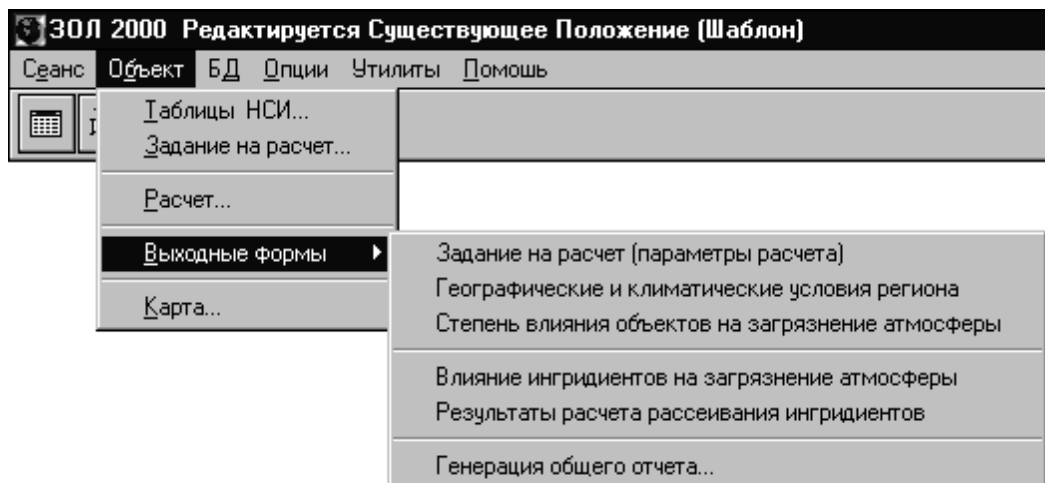 ЗОЛ 2000 Редактируется Существующее Положение (Шаблон)
Сеанс Объект БД Опции Утилиты Помошь
Таблицы НСИ...
Задание на расчет...
Расчет...
Выходные формы
Карта...
Задание на расчет (параметры расчета)
Географические и климатические условия региона
Степень влияния объектов на загрязнение атмосферы
Влияние ингридиентов на загрязнение атмосферы
Результаты расчета рассеивания ингридиентов
Генерация общего отчета...